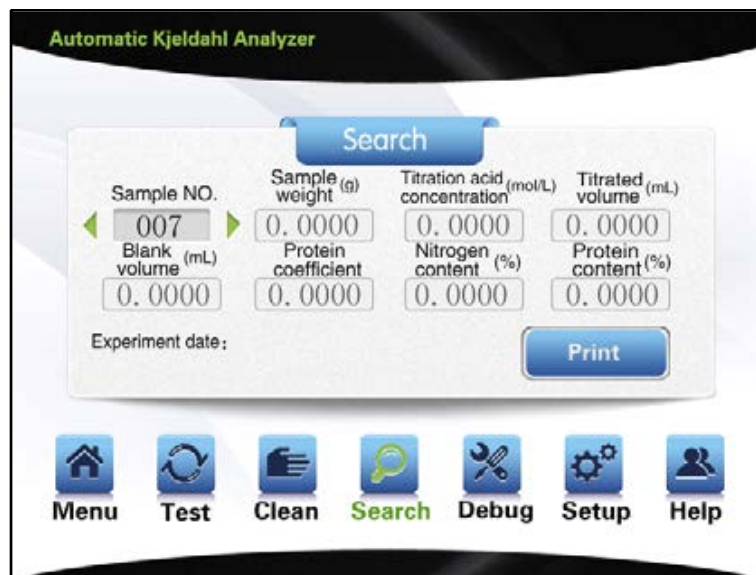 Automatic Kjeldahl Analyzer
Search
Sample NO.
007
Sample weight (g)
0.0000
Titration acid concentration (mol/L)
0.0000
Titrated volume (mL)
0.0000
Blank volume (mL)
0.0000
Protein coefficient
0.0000
Nitrogen content (%)
0.0000
Protein content (%)
0.0000
Experiment date:
Print
Menu Test Clean Search Debug Setup Help